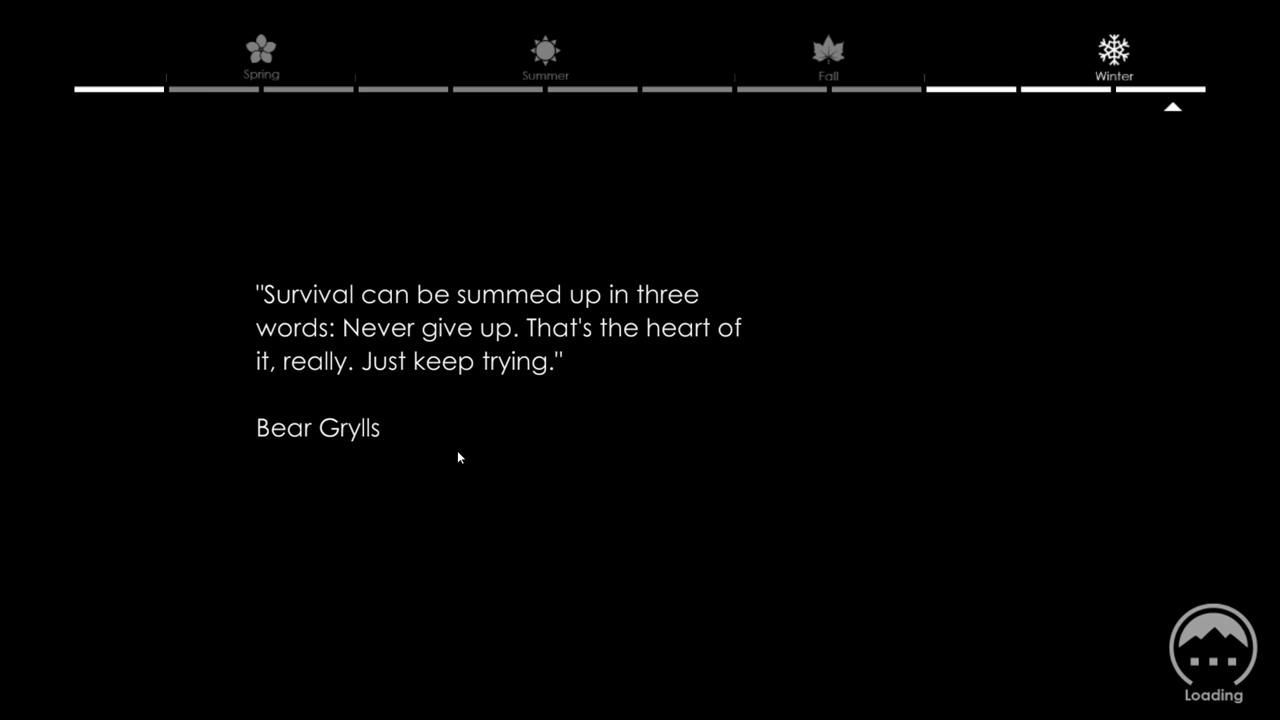 Spring
Summer
Fall
Winter
"Survival can be summed up in three
words: Never give up. That's the heart of
it, really. Just keep trying."
Bear Grylls
Loading